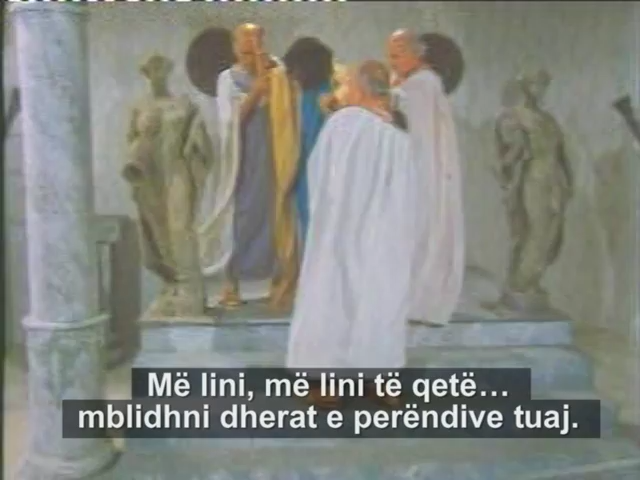 Më lini, më lini të qetë...
mblidhni dherat e perëndive tuaj.